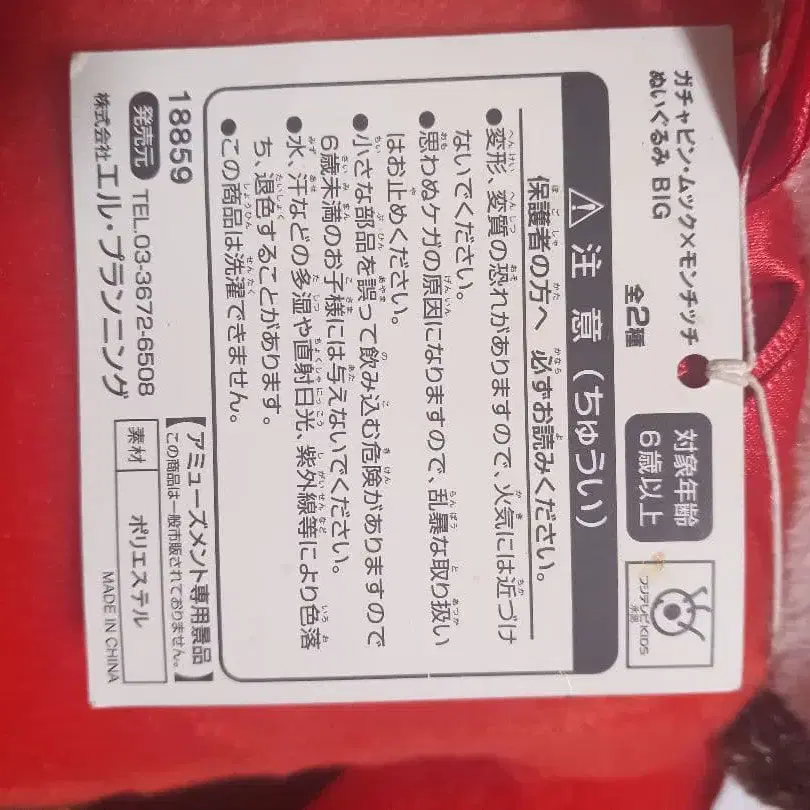 ガチャピン・ムック×モンチッチ
ぬいぐるみ BIG
全2種
対象年齢
6歳以上
フジテレビKIDS
承認
⚠ 注 意 (ちゅうい)
保護者の方へ 必ずお読みください。
●変形、変質の恐れがありますので、火気には近づけ
ないでください。
●思わぬケガの原因になりますので、乱暴な取り扱い
はお止めください。
●小さな部品を誤って飲み込む危険がありますので
6歳未満のお子様には与えないでください。
●水、汗などの多湿や直射日光、紫外線等により色落
ち、退色することがあります。
●この商品は洗濯できません。
18859
発売元
TEL.03-3672-6508
株式会社エル・プランニング
【アミューズメント専用景品】
この商品は一般市販されておりません。
素材
ポリエステル
MADE IN CHINA